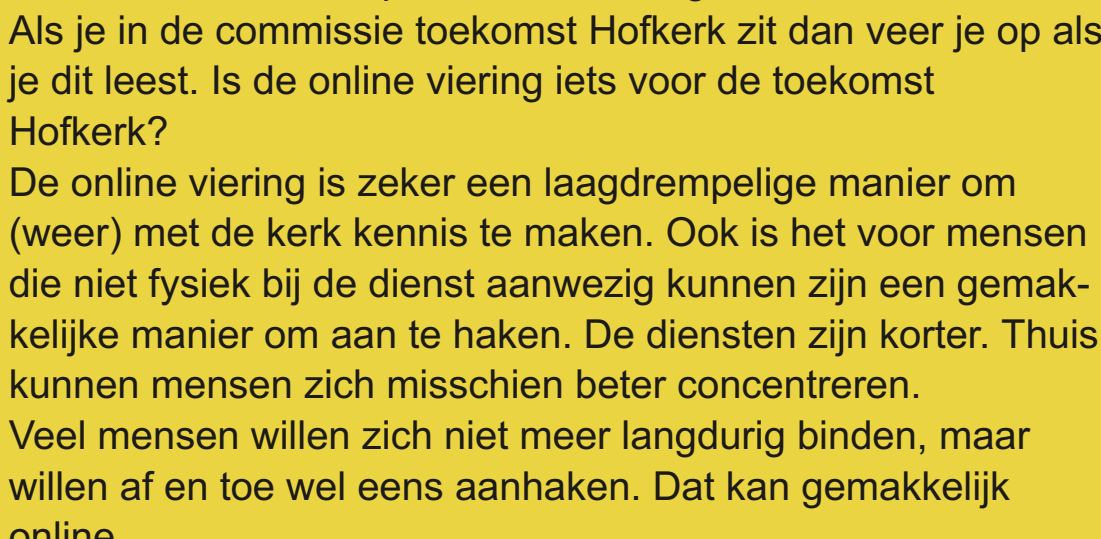 Als je in de commissie toekomst Hofkerk zit dan veer je op als
je dit leest. Is de online viering iets voor de toekomst
Hofkerk?
De online viering is zeker een laagdrempelige manier om
(weer) met de kerk kennis te maken. Ook is het voor mensen
die niet fysiek bij de dienst aanwezig kunnen zijn een gemak-
kelijke manier om aan te haken. De diensten zijn korter. Thuis
kunnen mensen zich misschien beter concentreren.
Veel mensen willen zich niet meer langdurig binden, maar
willen af en toe wel eens aanhaken. Dat kan gemakkelijk
online